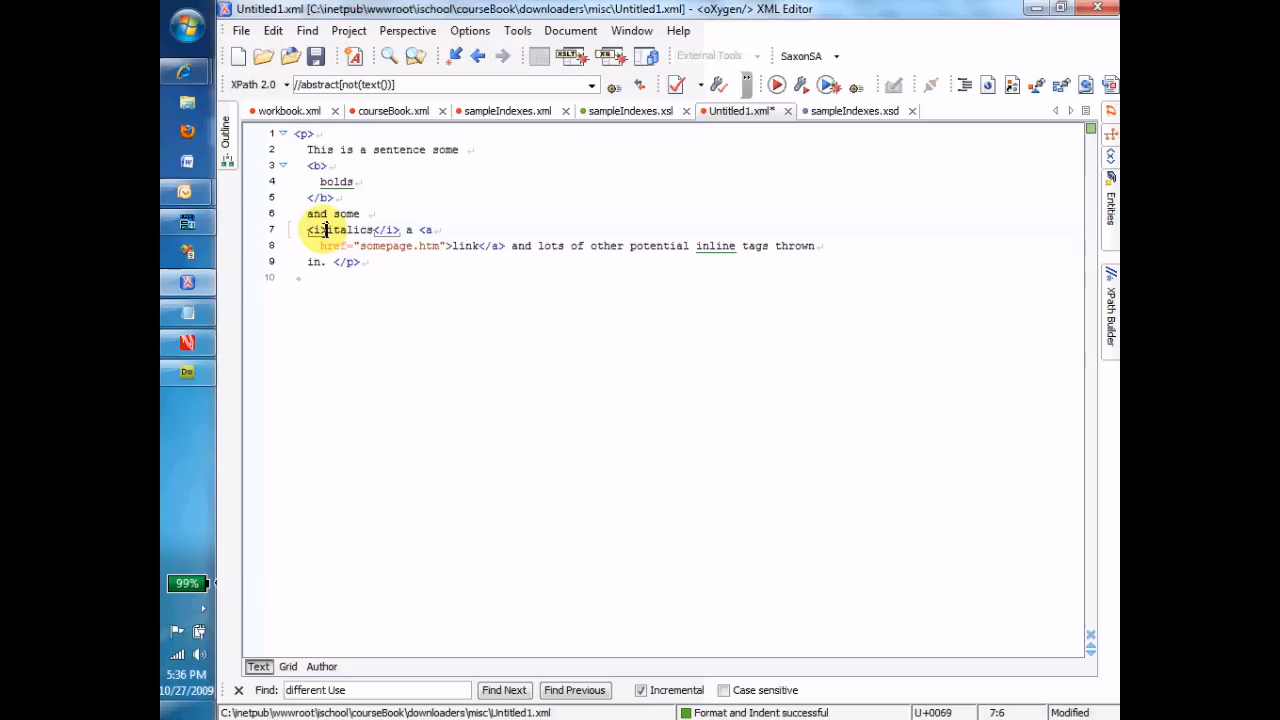 Untitled1.xml [C:\inetpub\wwwroot\ischool\courseBook\downloaders\misc\Untitled1.xml] - <oXygen/> XML Editor
File Edit Find Project Perspective Options Tools Document Window Help
External Tools SaxonSA
XPath 2.0 //abstract[not(text())]
workbook.xml courseBook.xml sampleIndexes.xml sampleIndexes.xsl Untitled1.xml* sampleIndexes.xsd
Outline
1 <p>
2 This is a sentence some
3 <b>
4 bolds
5 </b>
6 and some
7 <i>italics</i> a <a
8 href="somepage.htm">link</a> and lots of other potential inline tags thrown
9 in. </p>
10
Entities
XPath Builder
Dw
99%
5:36 PM
10/27/2009
Text Grid Author
Find: different Use Find Next Find Previous Incremental Case sensitive
C:\inetpub\wwwroot\ischool\courseBook\downloaders\misc\Untitled1.xml Format and Indent successful U+0069 7:6 Modified